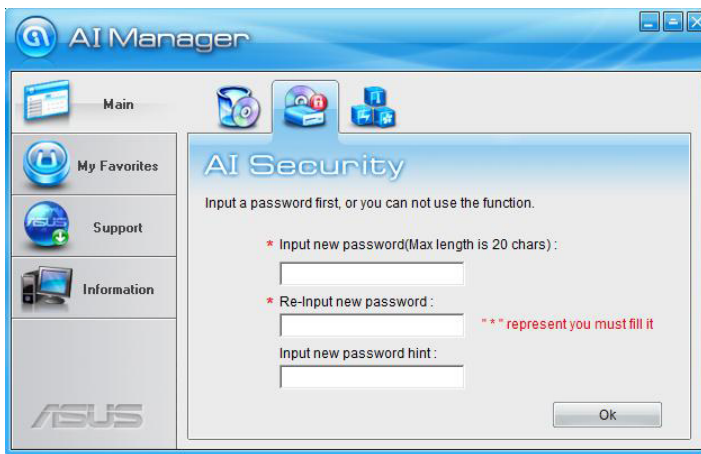 AI Manager
Main
My Favorites
Support
Information
ASUS
AI Security
Input a password first, or you can not use the function.
* Input new password(Max length is 20 chars) :
* Re-Input new password :
" * " represent you must fill it
Input new password hint :
Ok
ASUS